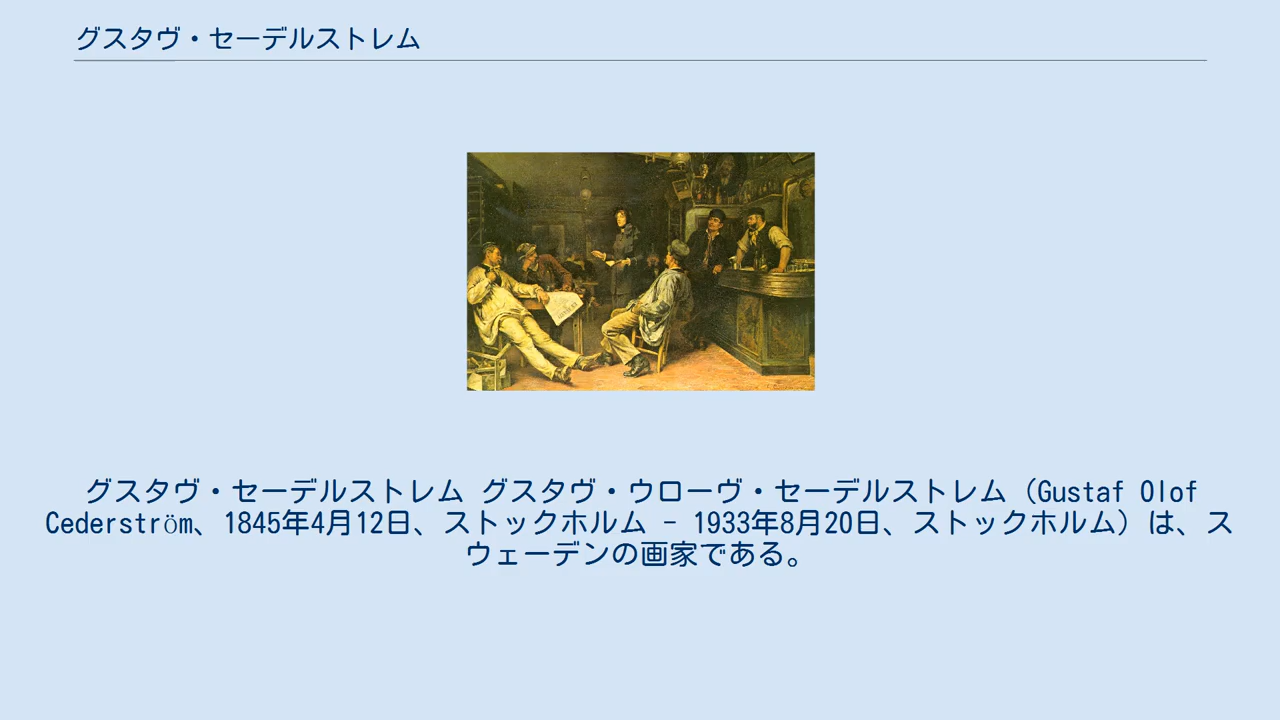 グスタヴ・セーデルストレム
グスタヴ・セーデルストレム グスタヴ・ウローヴ・セーデルストレム（Gustaf Olof
Cederström、1845年4月12日、ストックホルム - 1933年8月20日、ストックホルム）は、ス
ウェーデンの画家である。